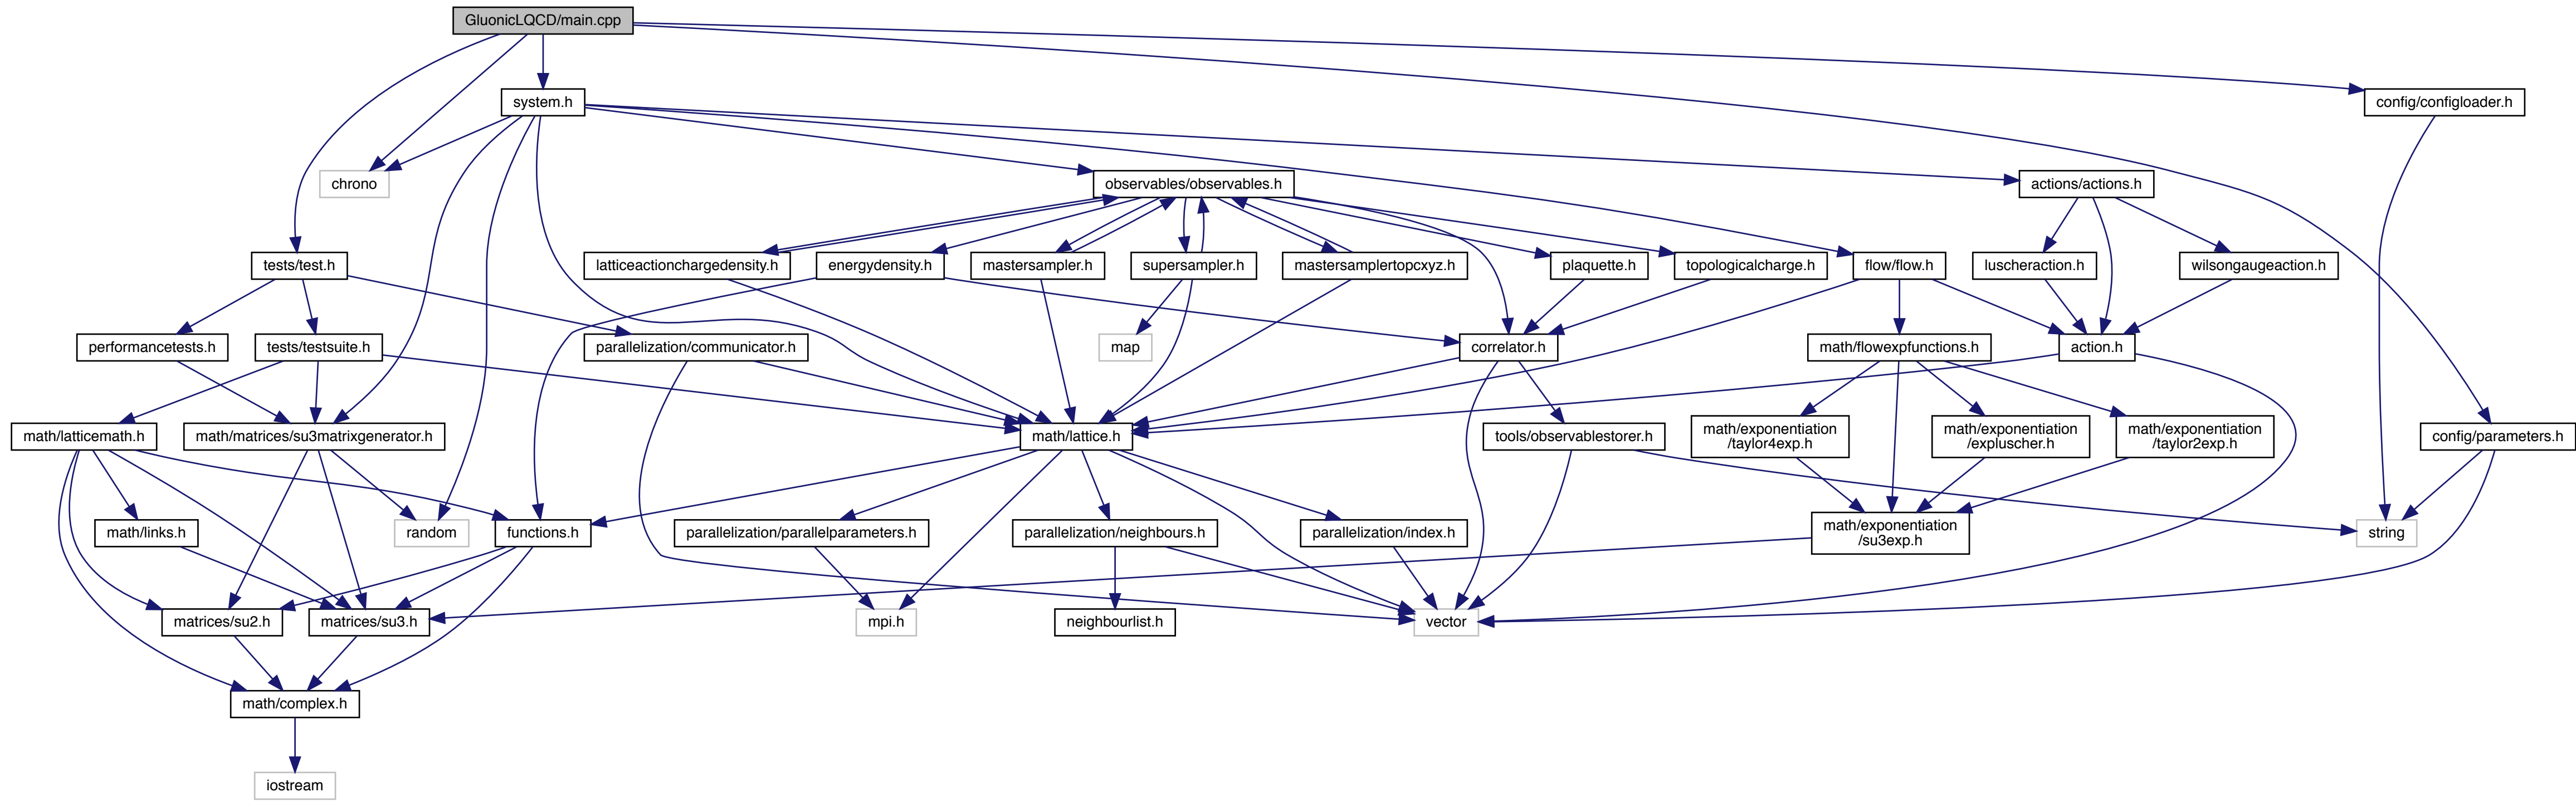 GluonicLQCD/main.cpp
system.h
config/configloader.h
chrono
observables/observables.h
actions/actions.h
tests/test.h
latticeactionchargedensity.h
energydensity.h
mastersampler.h
supersampler.h
mastersamplertopcxyz.h
plaquette.h
topologicalcharge.h
flow/flow.h
luscheraction.h
wilsongaugeaction.h
performancetests.h
tests/testsuite.h
parallelization/communicator.h
map
correlator.h
math/flowexpfunctions.h
action.h
math/latticemath.h
math/matrices/su3matrixgenerator.h
math/lattice.h
tools/observablestorer.h
math/exponentiation
/taylor4exp.h
math/exponentiation
/expluscher.h
math/exponentiation
/taylor2exp.h
config/parameters.h
math/links.h
random
functions.h
parallelization/parallelparameters.h
parallelization/neighbours.h
parallelization/index.h
math/exponentiation
/su3exp.h
string
matrices/su2.h
matrices/su3.h
mpi.h
neighbourlist.h
vector
math/complex.h
iostream